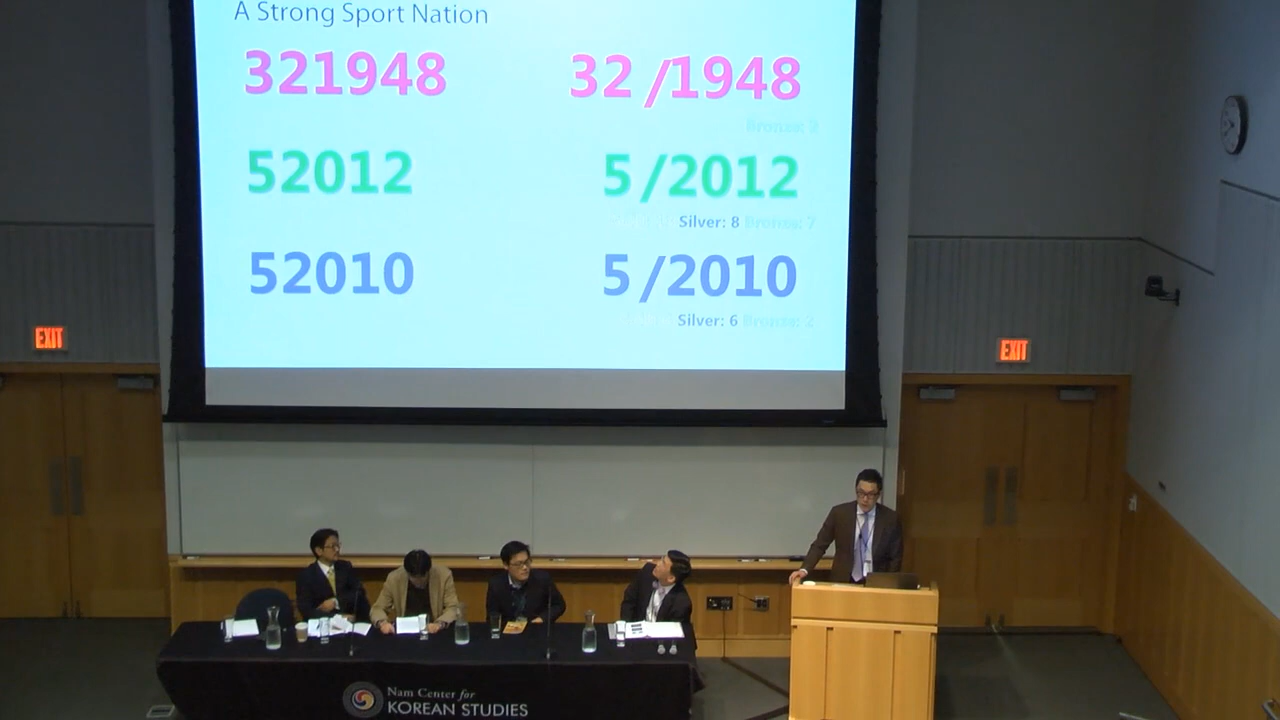 A Strong Sport Nation
321948 32 /1948
Bronze: 2
52012 5 /2012
Silver: 8 Bronze: 7
52010 5 /2010
Silver: 6 Bronze: 2
EXIT
EXIT
Nam Center for
KOREAN STUDIES